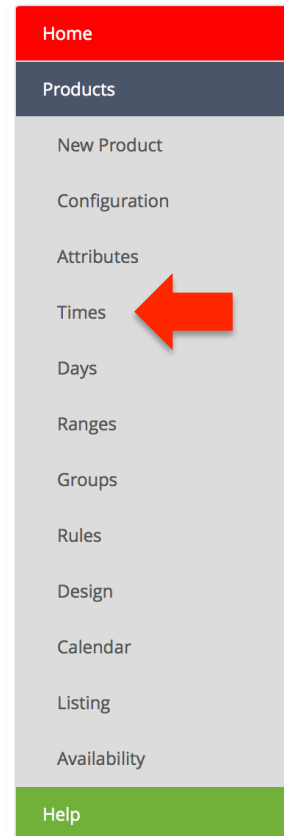 Home
Products
New Product
Configuration
Attributes
Times
Days
Ranges
Groups
Rules
Design
Calendar
Listing
Availability
Help